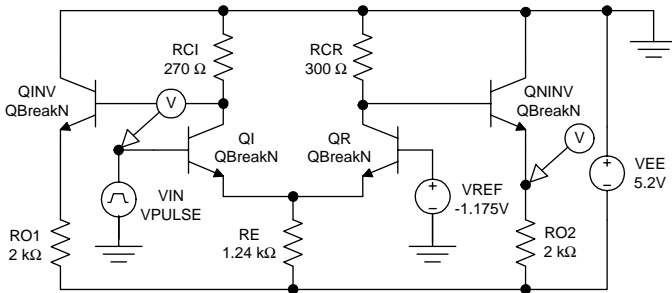 RCI
270 Ω
RCR
300 Ω
QINV
QBreakN
V
QNINV
QBreakN
V
QI
QBreakN
QR
QBreakN
VEE
5.2V
VIN
VPULSE
VREF
-1.175V
RO1
2 kΩ
RE
1.24 kΩ
RO2
2 kΩ